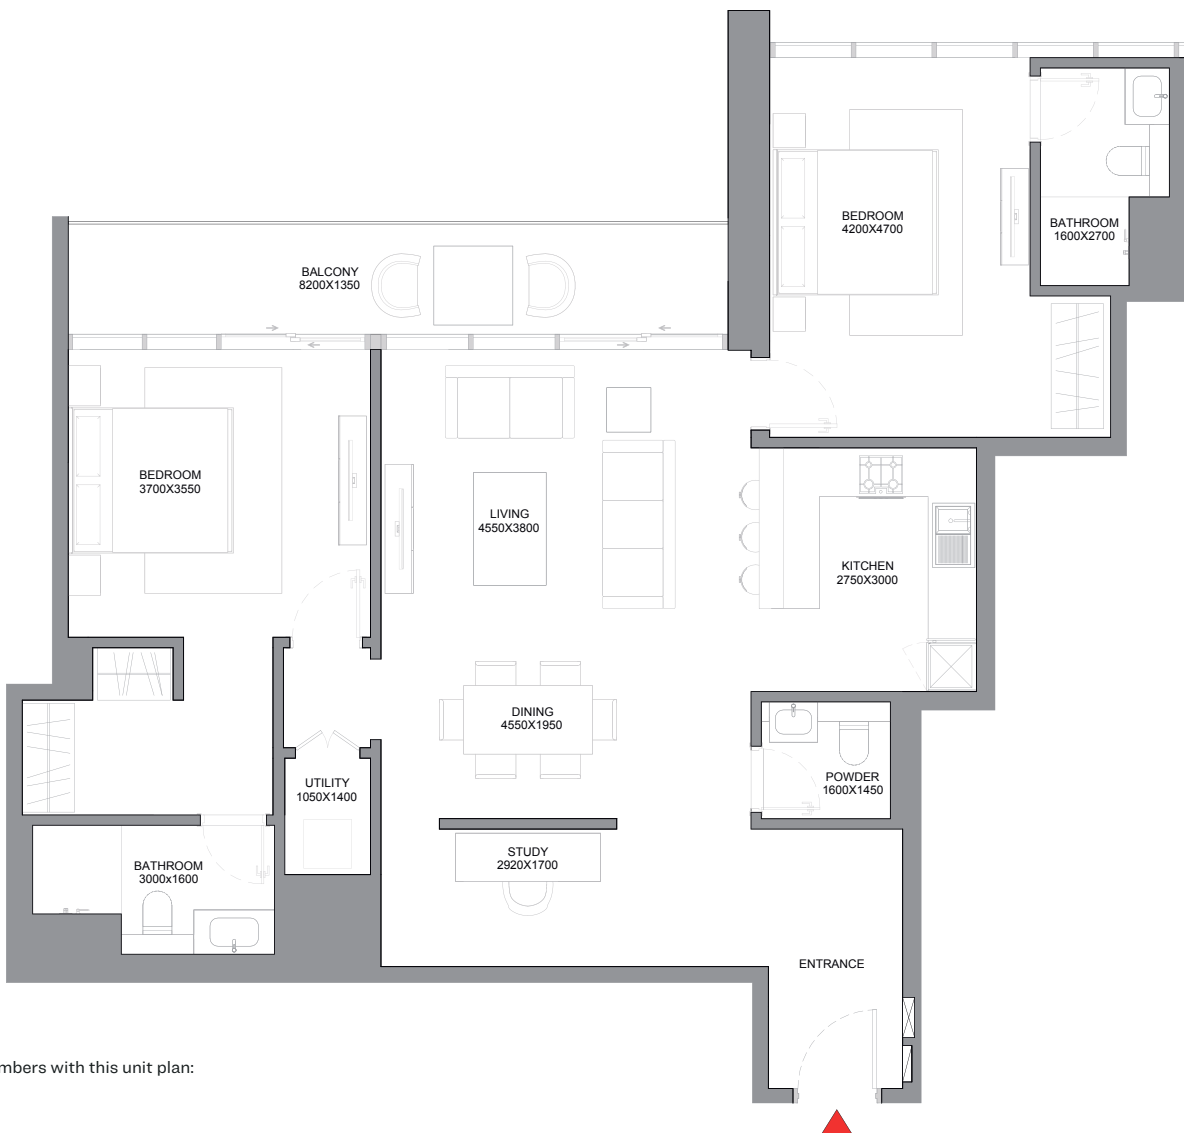 BEDROOM
4200X4700
BATHROOM
1600X2700
BALCONY
8200X1350
BEDROOM
3700X3550
LIVING
4550X3800
KITCHEN
2750X3000
DINING
4550X1950
UTILITY
1050X1400
POWDER
1600X1450
STUDY
2920X1700
BATHROOM
3000x1600
ENTRANCE
mbers with this unit plan: